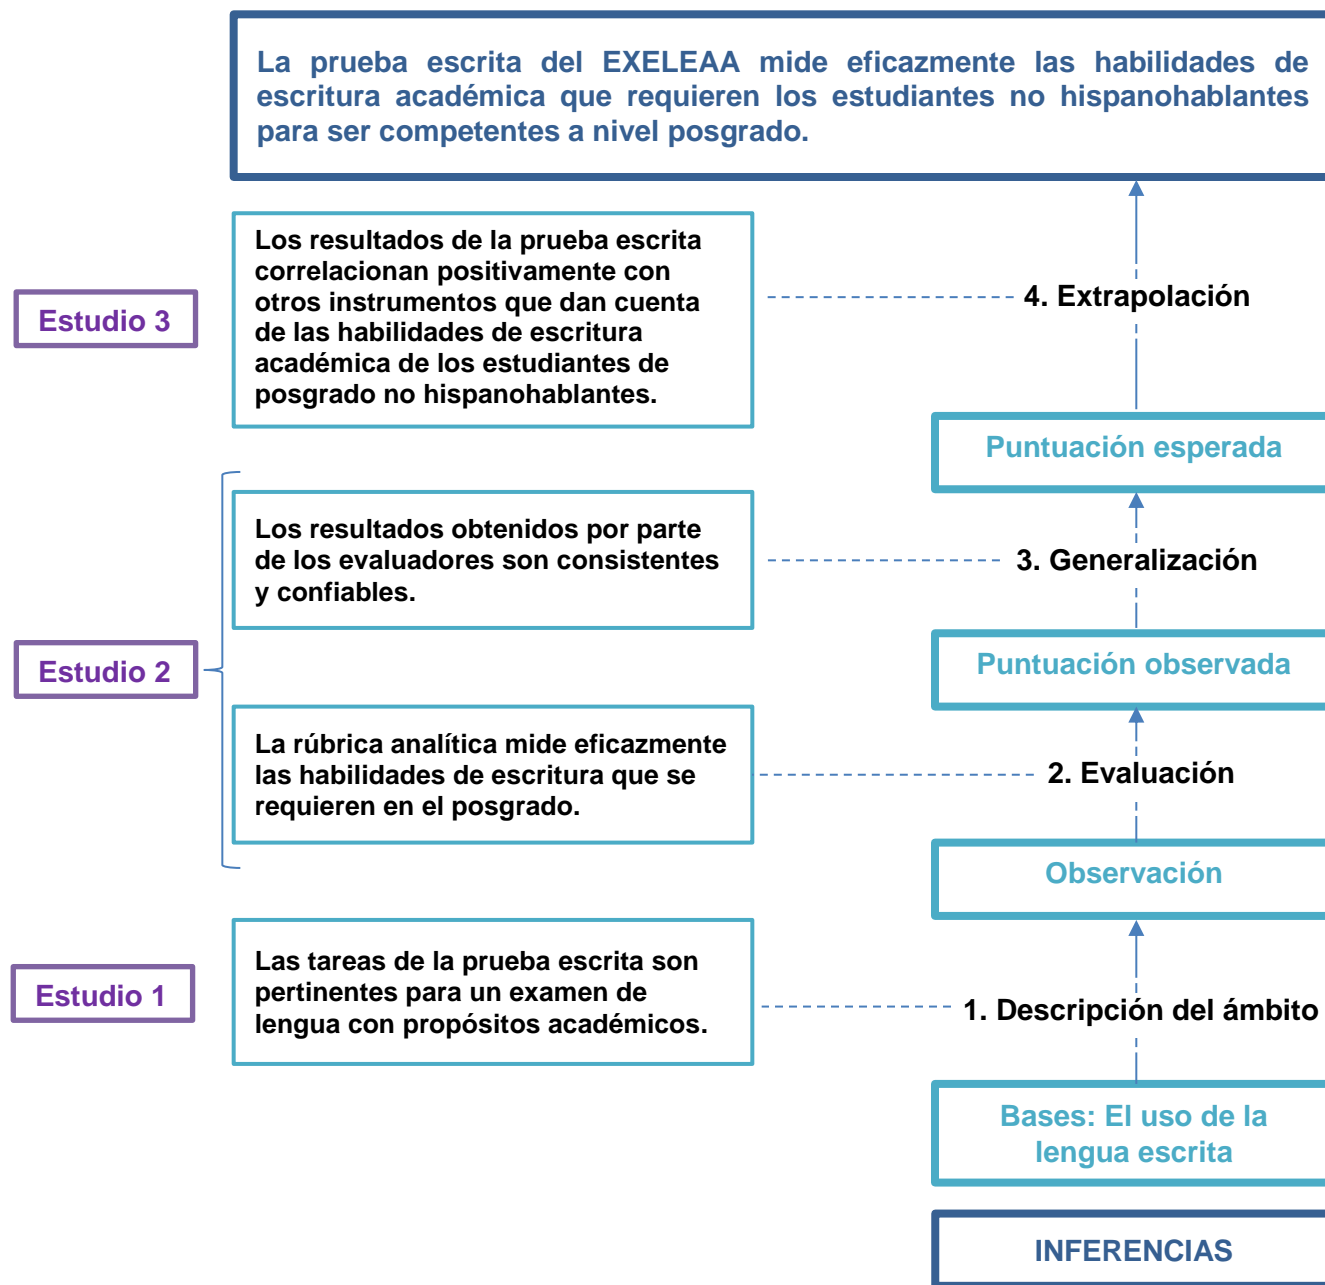 La prueba escrita del EXELEAA mide eficazmente las habilidades de
escritura académica que requieren los estudiantes no hispanohablantes
para ser competentes a nivel posgrado.
Estudio 3
Los resultados de la prueba escrita
correlacionan positivamente con
otros instrumentos que dan cuenta
de las habilidades de escritura
académica de los estudiantes de
posgrado no hispanohablantes.
4. Extrapolación
Puntuación esperada
Los resultados obtenidos por parte
de los evaluadores son consistentes
y confiables.
3. Generalización
Estudio 2
Puntuación observada
La rúbrica analítica mide eficazmente
las habilidades de escritura que se
requieren en el posgrado.
2. Evaluación
Observación
Estudio 1
Las tareas de la prueba escrita son
pertinentes para un examen de
lengua con propósitos académicos.
1. Descripción del ámbito
Bases: El uso de la
lengua escrita
INFERENCIAS